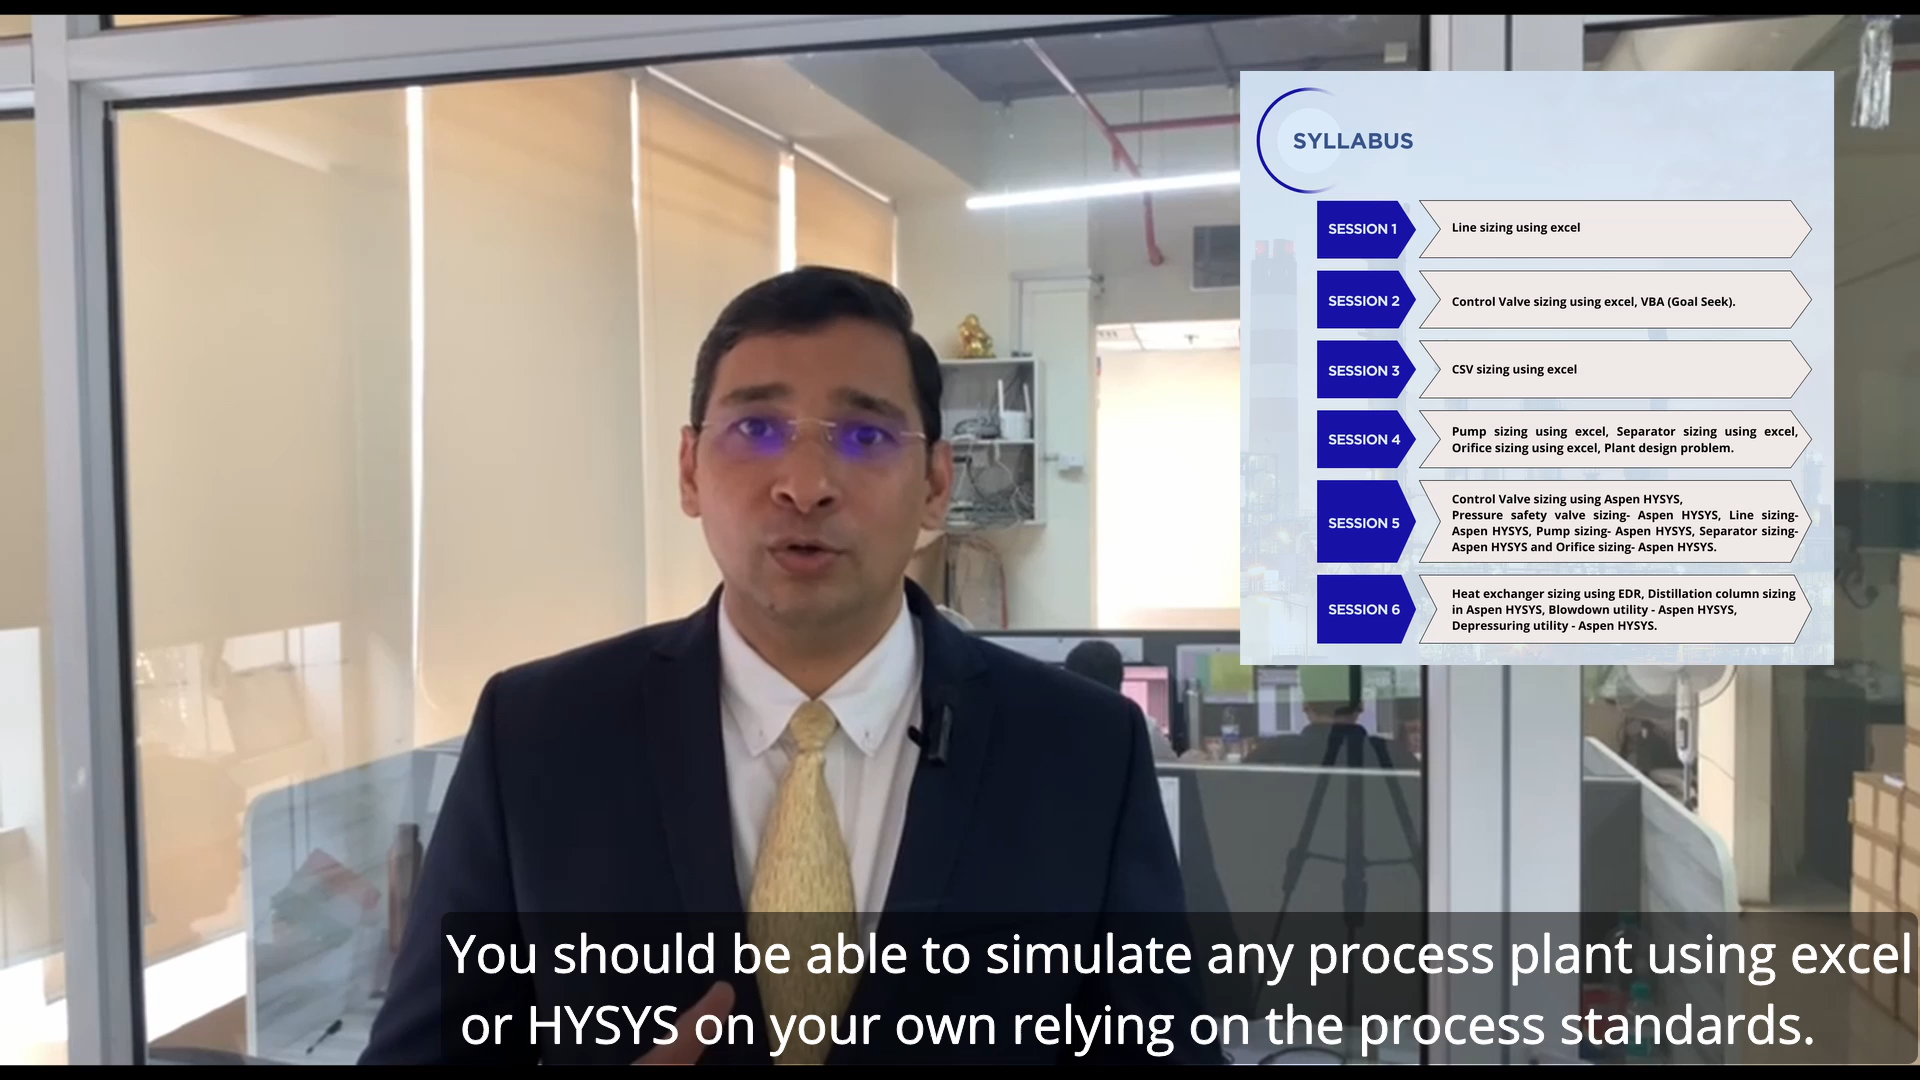 SYLLABUS
SESSION 1
Line sizing using excel
SESSION 2
Control Valve sizing using excel, VBA (Goal Seek).
SESSION 3
CSV sizing using excel
SESSION 4
Pump sizing using excel, Separator sizing using excel,
Orifice sizing using excel, Plant design problem.
SESSION 5
Control Valve sizing using Aspen HYSYS,
Pressure safety valve sizing- Aspen HYSYS, Line sizing-
Aspen HYSYS, Pump sizing- Aspen HYSYS, Separator sizing-
Aspen HYSYS and Orifice sizing- Aspen HYSYS.
SESSION 6
Heat exchanger sizing using EDR, Distillation column sizing
in Aspen HYSYS, Blowdown utility - Aspen HYSYS,
Depressuring utility - Aspen HYSYS.
You should be able to simulate any process plant using excel
or HYSYS on your own relying on the process standards.